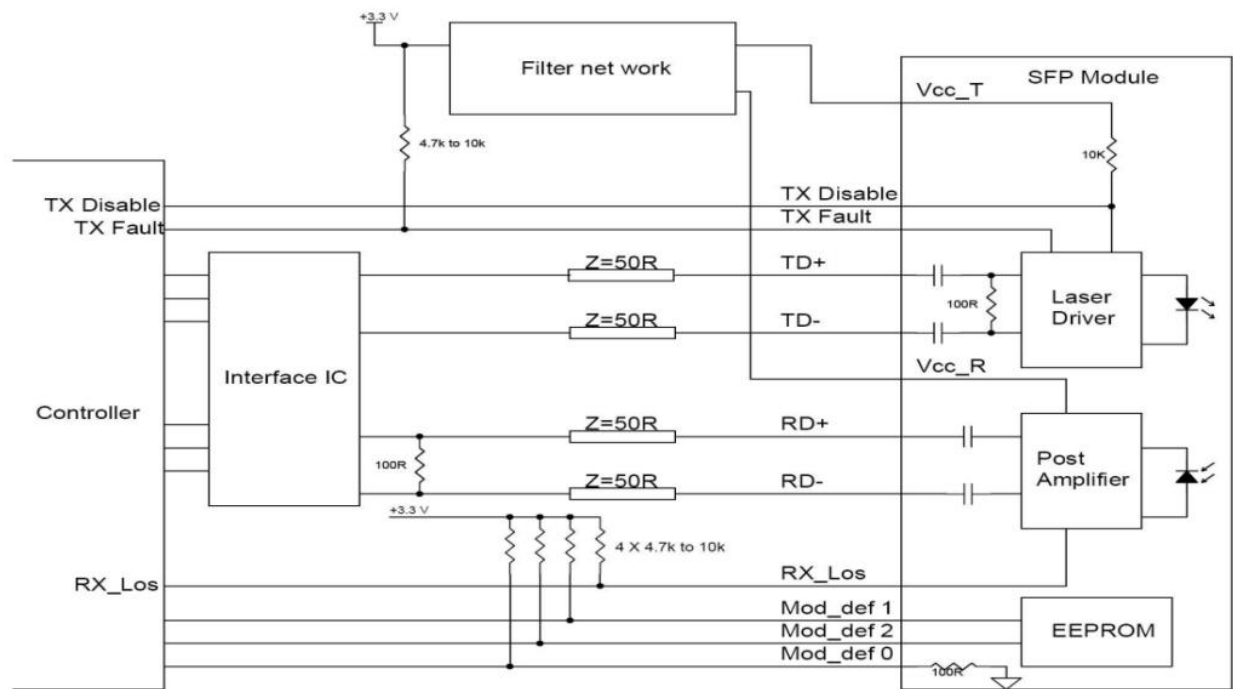 +3.3 V
Filter net work
SFP Module
Vcc_T
4.7k to 10k
10K
TX Disable
TX Disable
TX Fault
TX Fault
Z=50R
TD+
100R
Laser
Driver
Z=50R
TD-
Interface IC
Vcc_R
Controller
Z=50R
RD+
100R
Post
Amplifier
Z=50R
RD-
+3.3 V
4 X 4.7k to 10k
RX_Los
RX_Los
Mod_def 1
Mod_def 2
EEPROM
Mod_def 0
100R